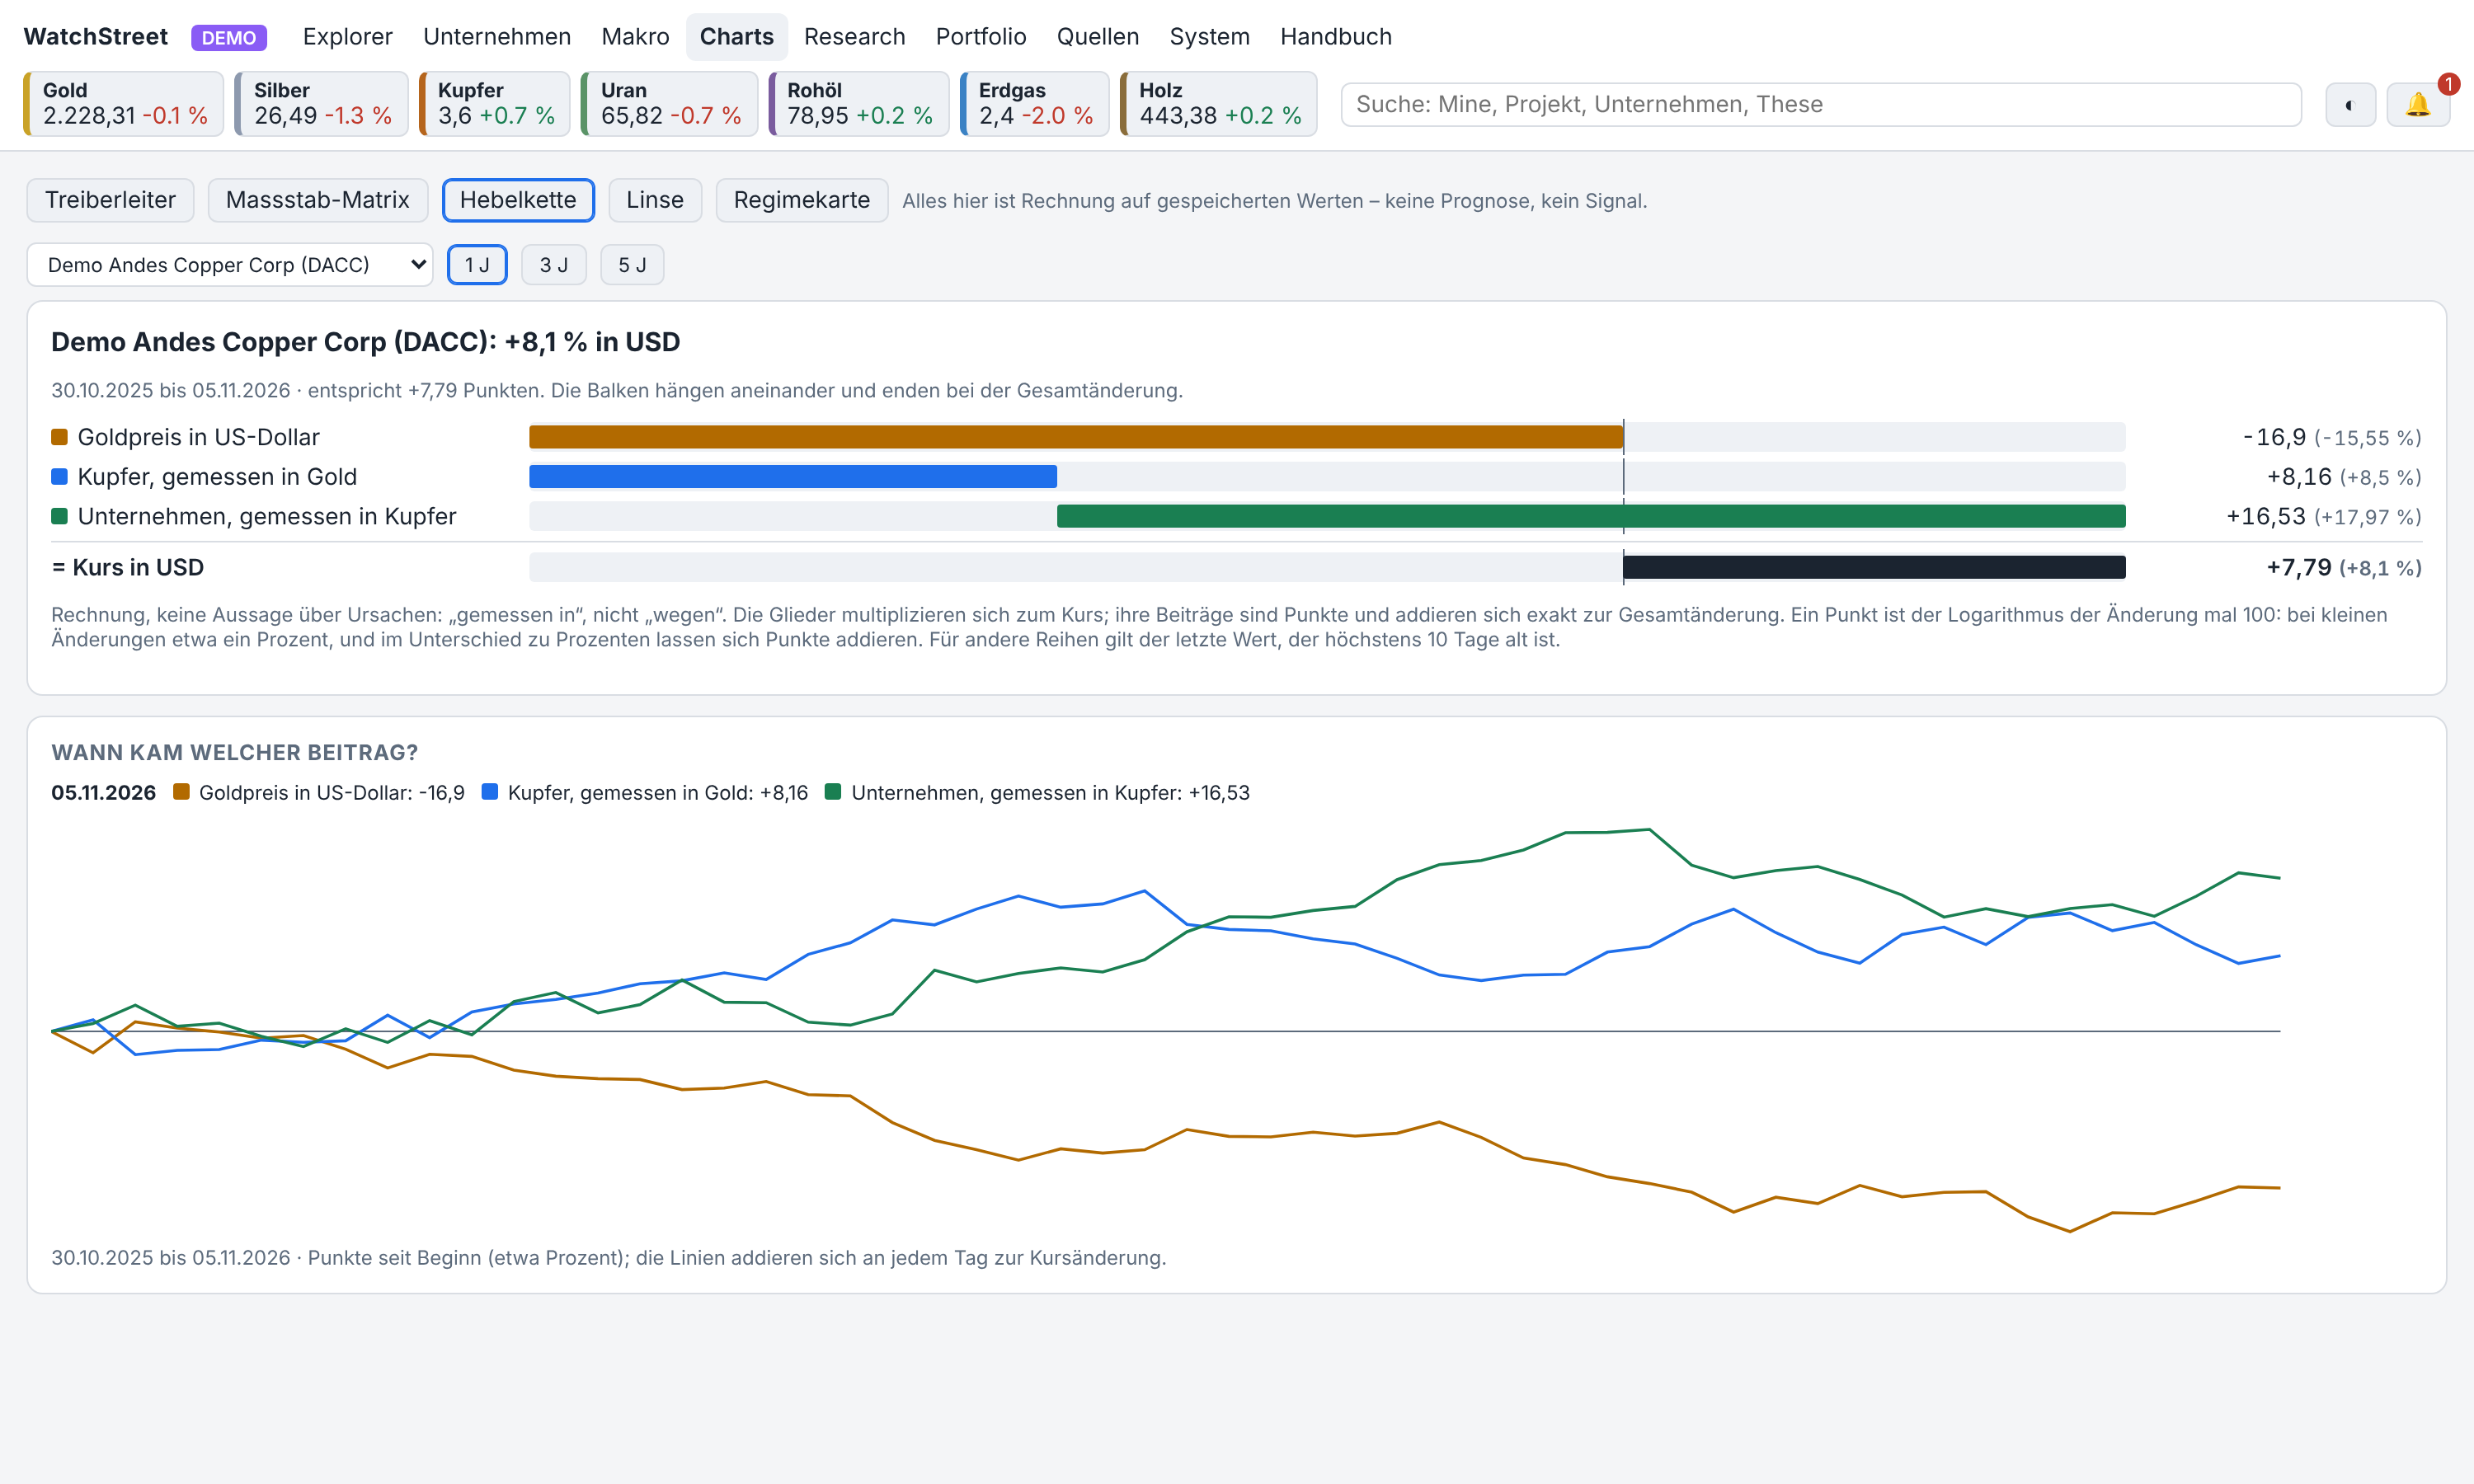 WatchStreet DEMO Explorer Unternehmen Makro Charts Research Portfolio Quellen System Handbuch
Gold Silber Kupfer Uran Rohöl Erdgas Holz
2.228,31 -0.1 % 26,49 -1.3 % 3,6 +0.7 % 65,82 -0.7 % 78,95 +0.2 % 2,4 -2.0 % 443,38 +0.2 %
Suche: Mine, Projekt, Unternehmen, These
1
Treiberleiter Massstab-Matrix Hebelkette Linse Regimekarte Alles hier ist Rechnung auf gespeicherten Werten – keine Prognose, kein Signal.
Demo Andes Copper Corp (DACC) 1 J 3 J 5 J
Demo Andes Copper Corp (DACC): +8,1 % in USD
30.10.2025 bis 05.11.2026 · entspricht +7,79 Punkten. Die Balken hängen aneinander und enden bei der Gesamtänderung.
Goldpreis in US-Dollar -16,9 (-15,55 %)
Kupfer, gemessen in Gold +8,16 (+8,5 %)
Unternehmen, gemessen in Kupfer +16,53 (+17,97 %)
= Kurs in USD +7,79 (+8,1 %)
Rechnung, keine Aussage über Ursachen: „gemessen in“, nicht „wegen“. Die Glieder multiplizieren sich zum Kurs; ihre Beiträge sind Punkte und addieren sich exakt zur Gesamtänderung. Ein Punkt ist der Logarithmus der Änderung mal 100: bei kleinen
Änderungen etwa ein Prozent, und im Unterschied zu Prozenten lassen sich Punkte addieren. Für andere Reihen gilt der letzte Wert, der höchstens 10 Tage alt ist.
WANN KAM WELCHER BEITRAG?
05.11.2026 Goldpreis in US-Dollar: -16,9 Kupfer, gemessen in Gold: +8,16 Unternehmen, gemessen in Kupfer: +16,53
30.10.2025 bis 05.11.2026 · Punkte seit Beginn (etwa Prozent); die Linien addieren sich an jedem Tag zur Kursänderung.